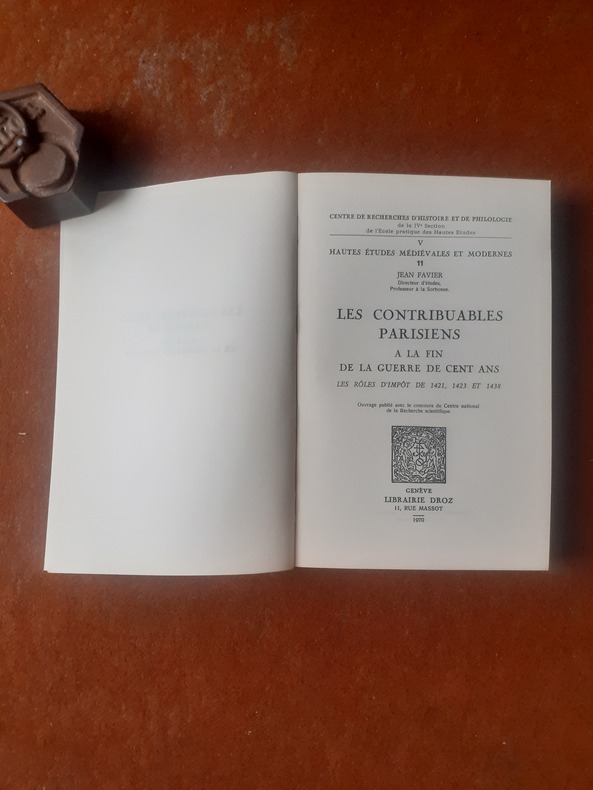 CENTRE DE RECHERCHES D'HISTOIRE ET DE PHILOLOGIE
de la IVe Section
de l'École pratique des Hautes Études
V
HAUTES ÉTUDES MÉDIÉVALES ET MODERNES
11
JEAN FAVIER
Directeur d'études,
Professeur à la Sorbonne.
LES CONTRIBUABLES
PARISIENS
A LA FIN
DE LA GUERRE DE CENT ANS
LES RÔLES D'IMPÔT DE 1421, 1423 ET 1438
Ouvrage publié avec le concours du Centre national
de la Recherche scientifique
GENÈVE
LIBRAIRIE DROZ
11, RUE MASSOT
1970